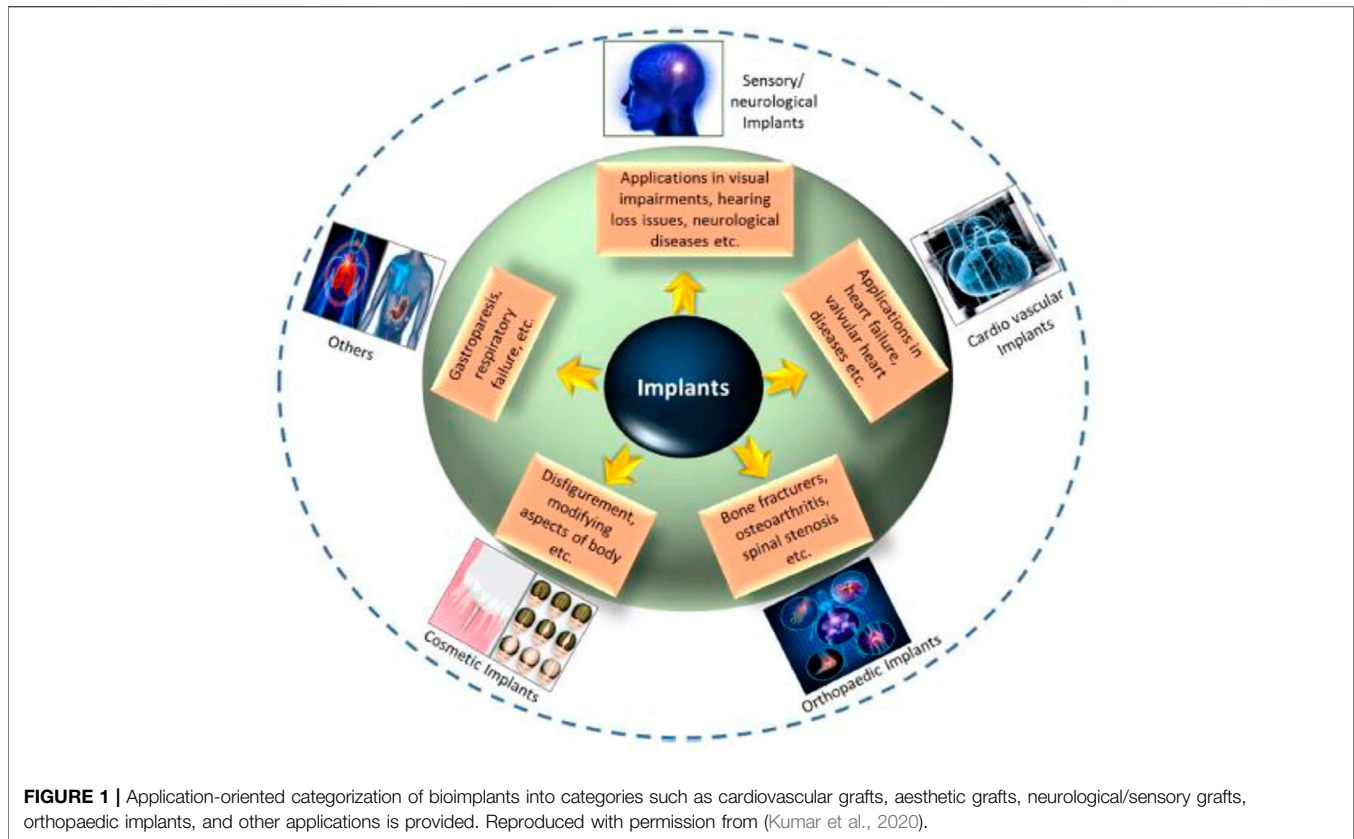 Sensory/
neurological
Implants
Applications in visual
impairments, hearing
loss issues, neurological
diseases etc.
Cardio vascular
Implants
Applications in
heart failure,
valvular heart
diseases etc.
Others
Gastroparesis,
respiratory
failure, etc.
Implants
Disfigurement,
modifying
aspects of body
etc.
Bone fracturers,
osteoarthritis,
spinal stenosis
etc.
Cosmetic Implants
Orthopaedic Implants
FIGURE 1 | Application-oriented categorization of bioimplants into categories such as cardiovascular grafts, aesthetic grafts, neurological/sensory grafts,
orthopaedic implants, and other applications is provided. Reproduced with permission from (Kumar et al., 2020).